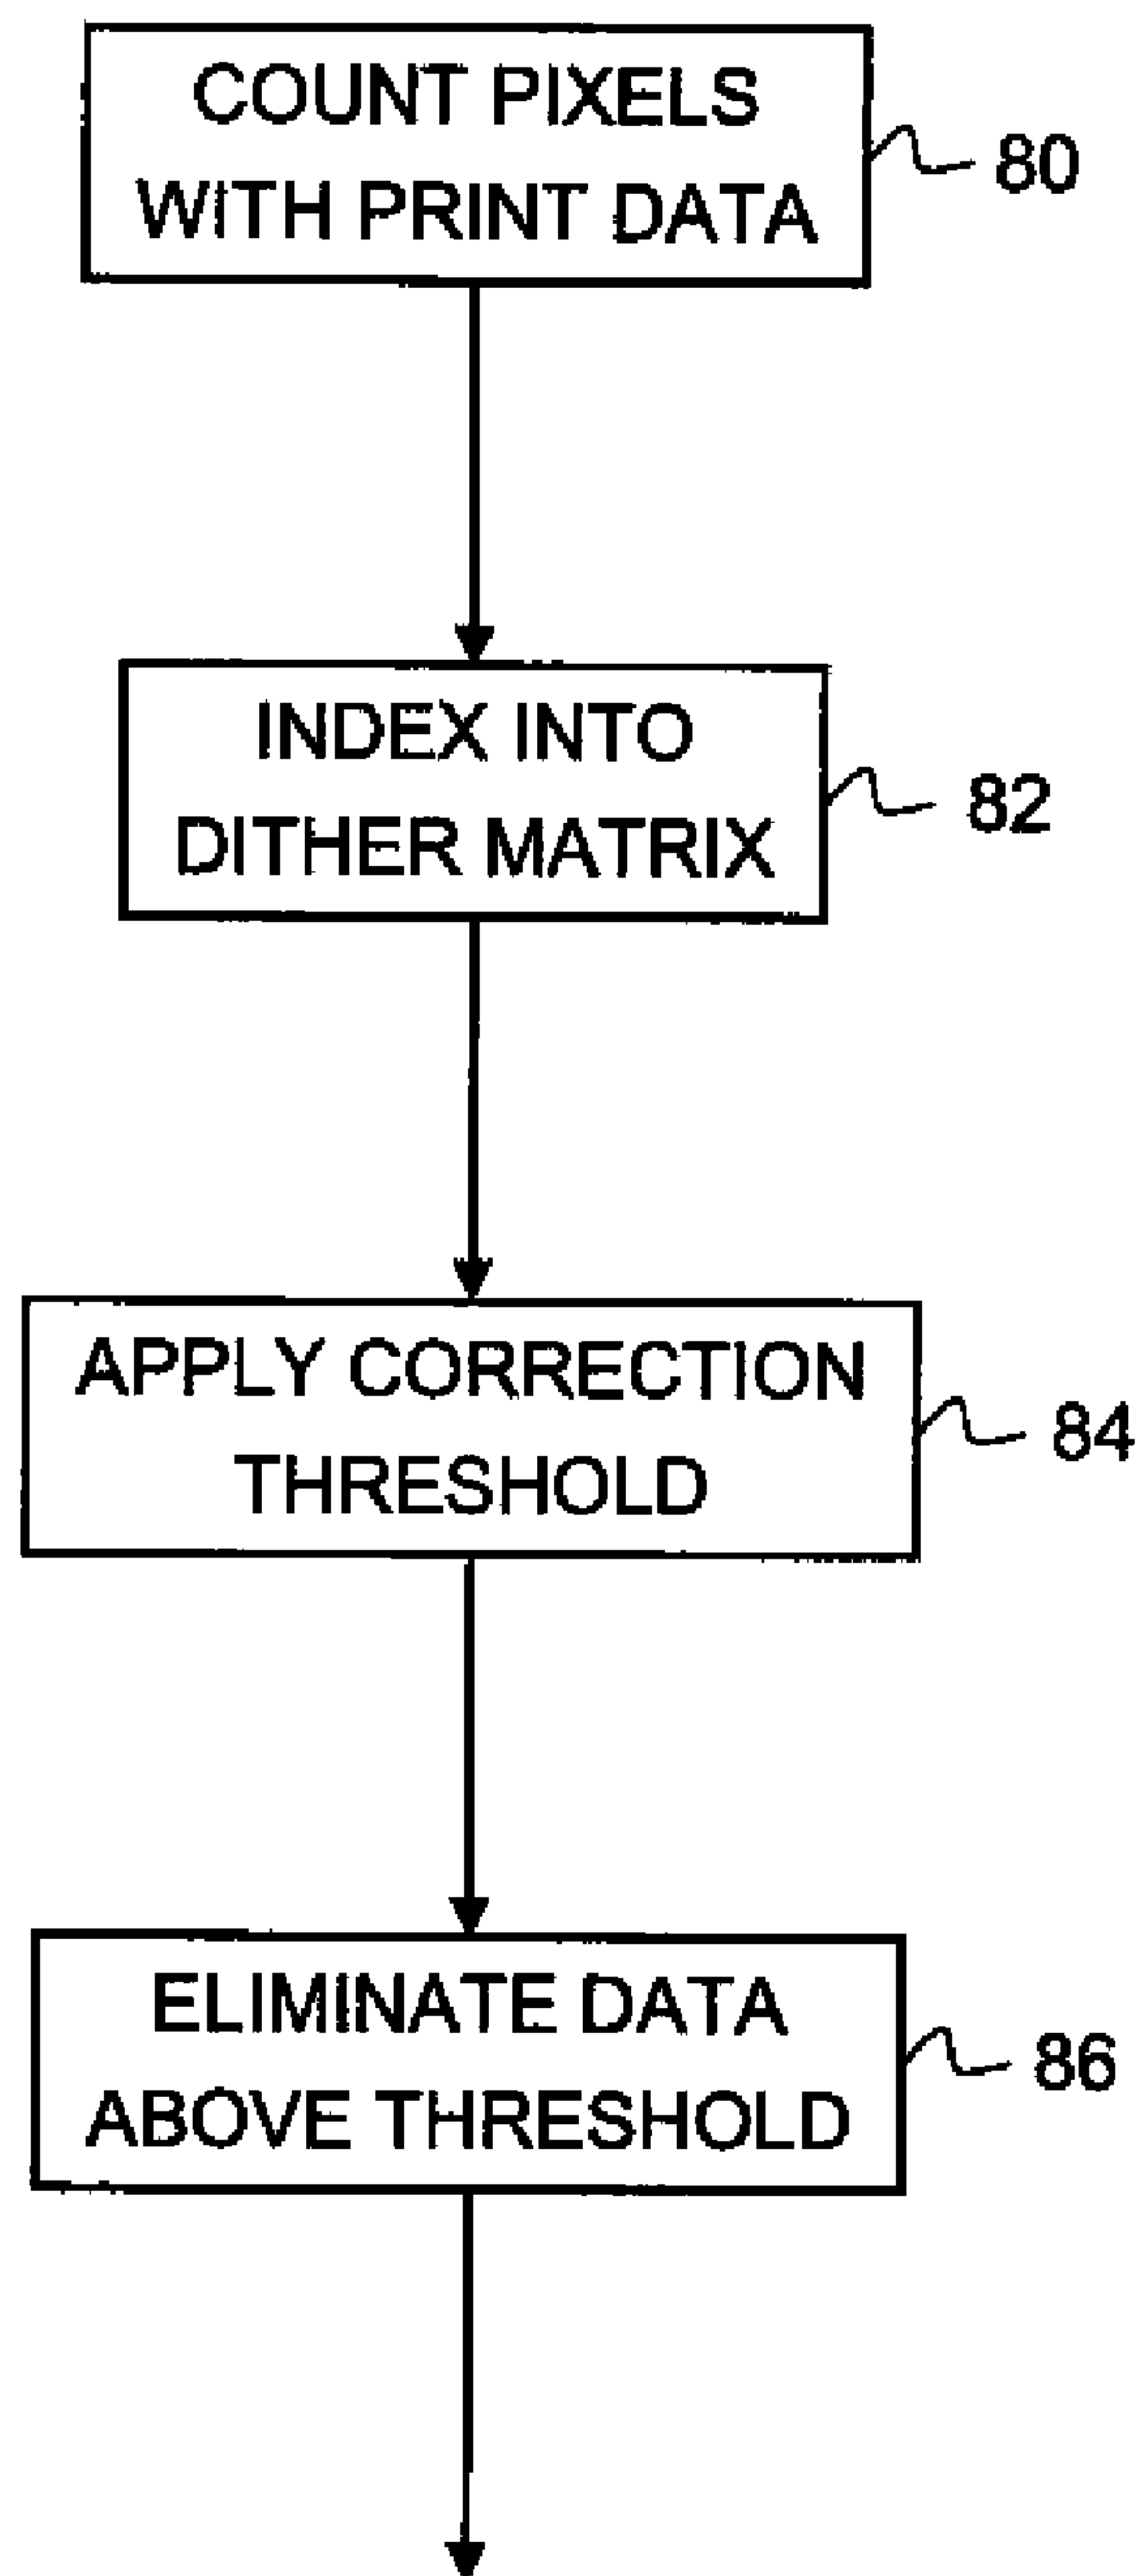 COUNT PIXELS
WITH PRINT DATA
80
INDEX INTO
DITHER MATRIX
82
APPLY CORRECTION
THRESHOLD
84
ELIMINATE DATA
ABOVE THRESHOLD
86